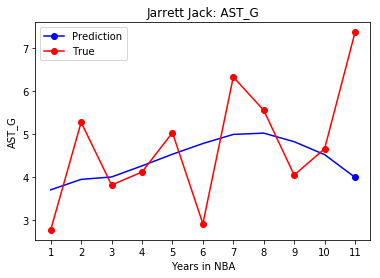 Jarrett Jack: AST_G
Prediction
True
AST_G
7
6
5
4
3
1 2 3 4 5 6 7 8 9 10 11
Years in NBA